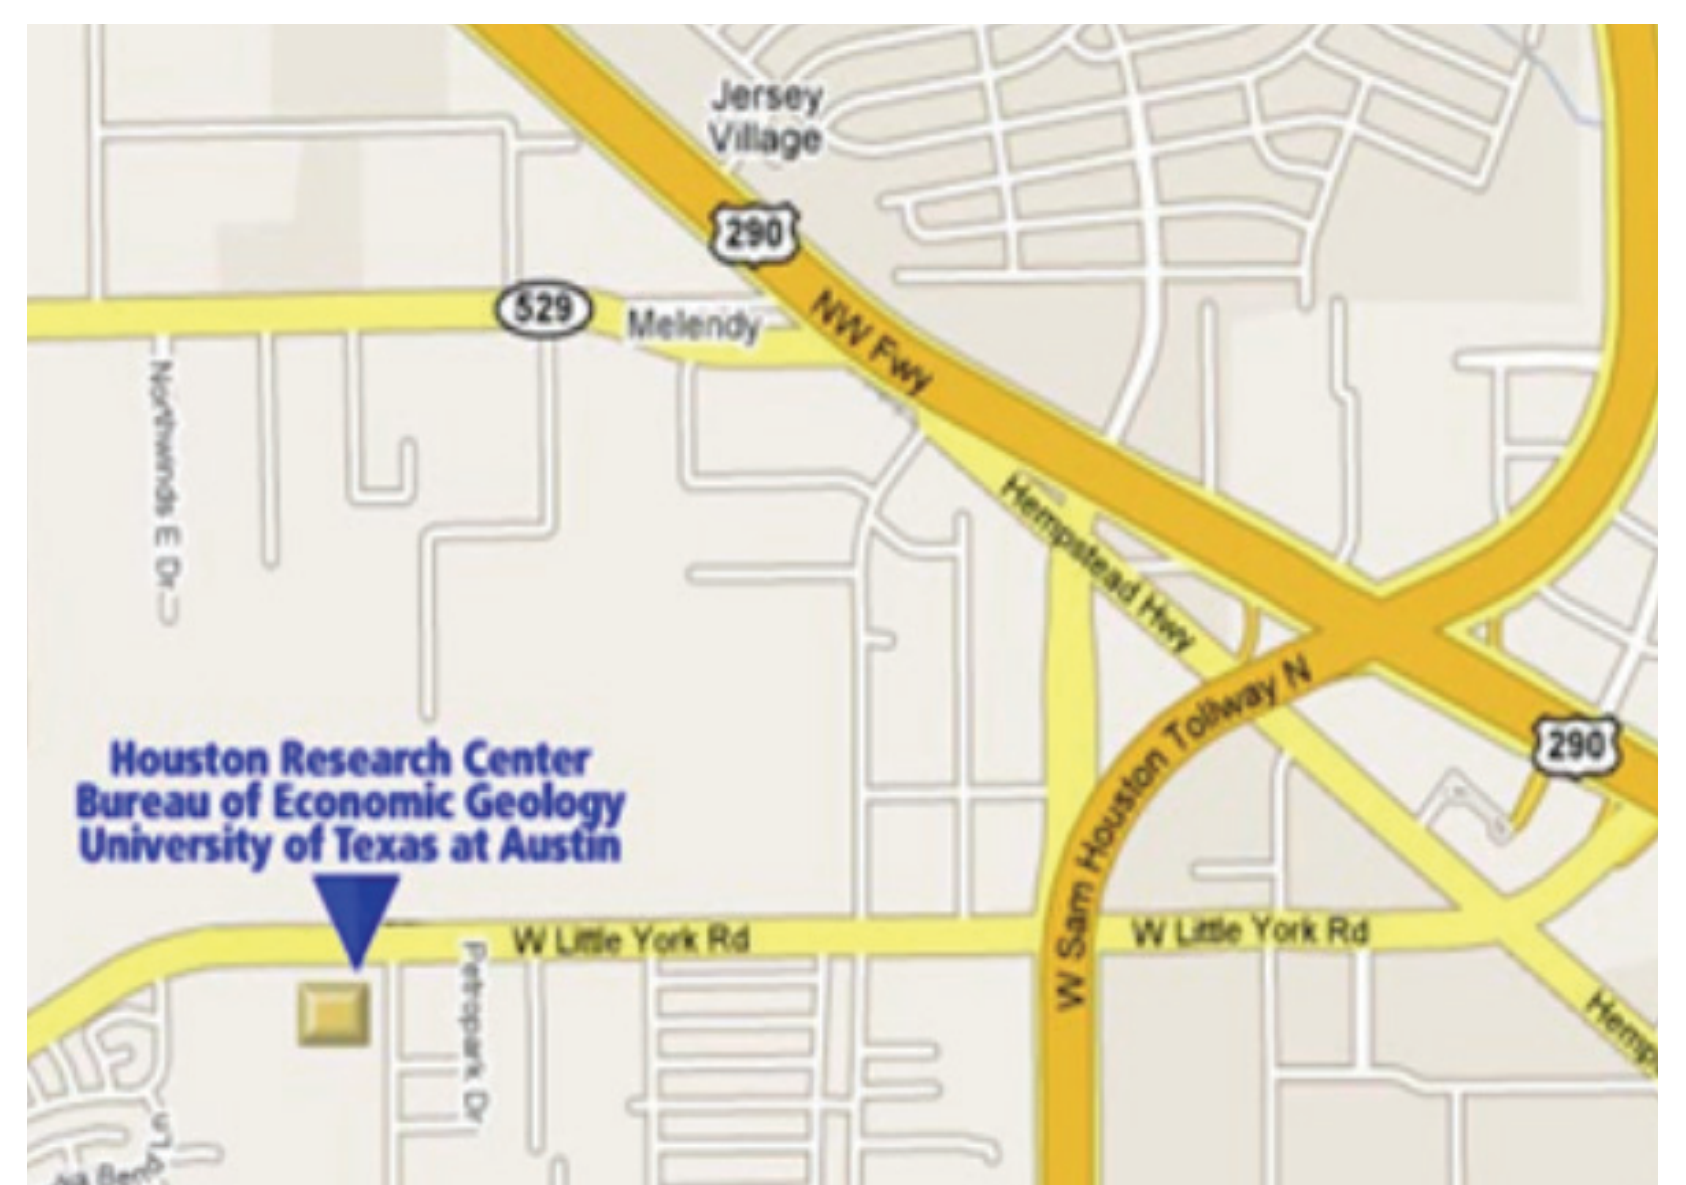 Jersey
Village
290
NW Fwy
529
Melendy
Northwinds E Dr
Hempstead Hwy
W Sam Houston Tollway N
290
Houston Research Center
Bureau of Economic Geology
University of Texas at Austin
W Little York Rd
W Little York Rd
Petropark Dr
Hemp